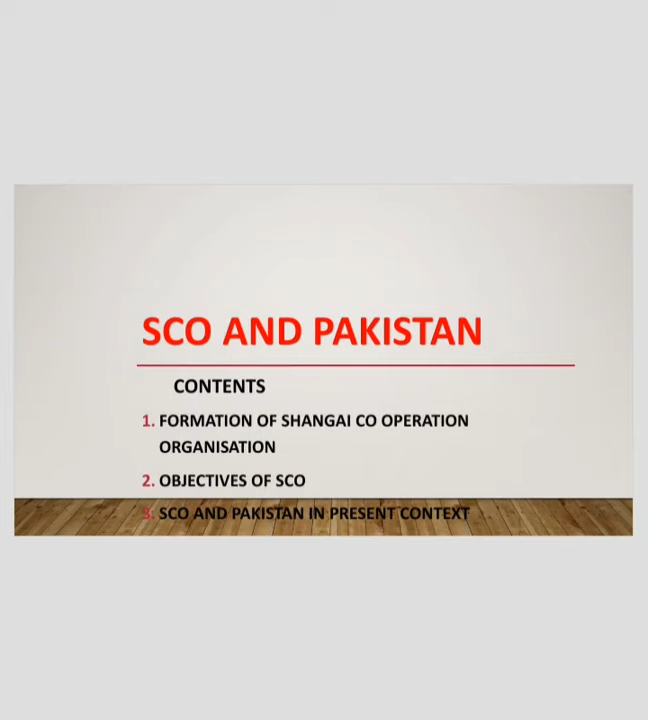 SCO AND PAKISTAN
CONTENTS
1. FORMATION OF SHANGAI CO OPERATION
ORGANISATION
2. OBJECTIVES OF SCO
3. SCO AND PAKISTAN IN PRESENT CONTEXT